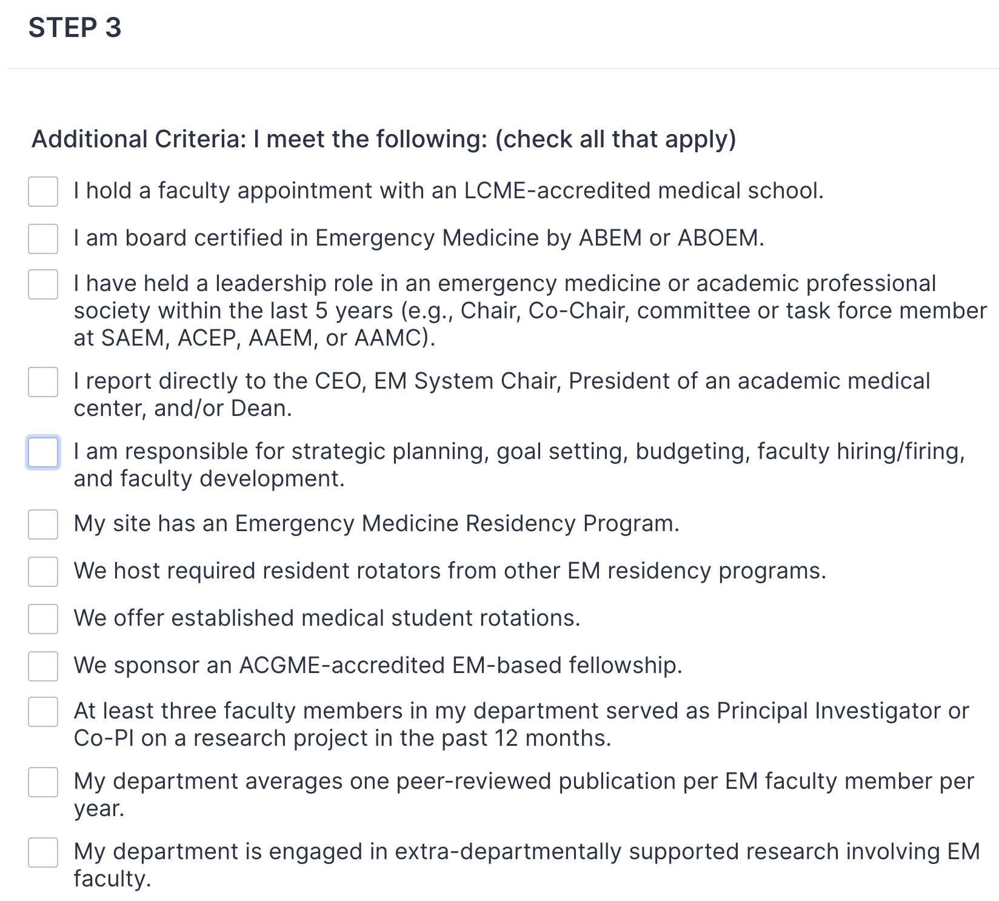 STEP 3
Additional Criteria: I meet the following: (check all that apply)
I hold a faculty appointment with an LCME-accredited medical school.
I am board certified in Emergency Medicine by ABEM or ABOEM.
I have held a leadership role in an emergency medicine or academic professional
society within the last 5 years (e.g., Chair, Co-Chair, committee or task force member
at SAEM, ACEP, AAEM, or AAMC).
I report directly to the CEO, EM System Chair, President of an academic medical
center, and/or Dean.
I am responsible for strategic planning, goal setting, budgeting, faculty hiring/firing,
and faculty development.
My site has an Emergency Medicine Residency Program.
We host required resident rotators from other EM residency programs.
We offer established medical student rotations.
We sponsor an ACGME-accredited EM-based fellowship.
At least three faculty members in my department served as Principal Investigator or
Co-PI on a research project in the past 12 months.
My department averages one peer-reviewed publication per EM faculty member per
year.
My department is engaged in extra-departmentally supported research involving EM
faculty.